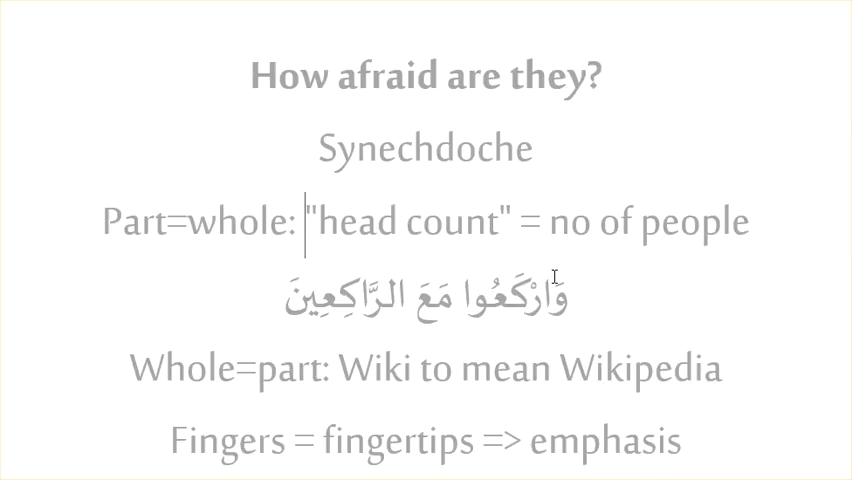 How afraid are they?
Synechdoche
Part=whole: "head count" = no of people
وَارْكَعُوا مَعَ الرَّاكِعِينَ
Whole=part: Wiki to mean Wikipedia
Fingers = fingertips => emphasis